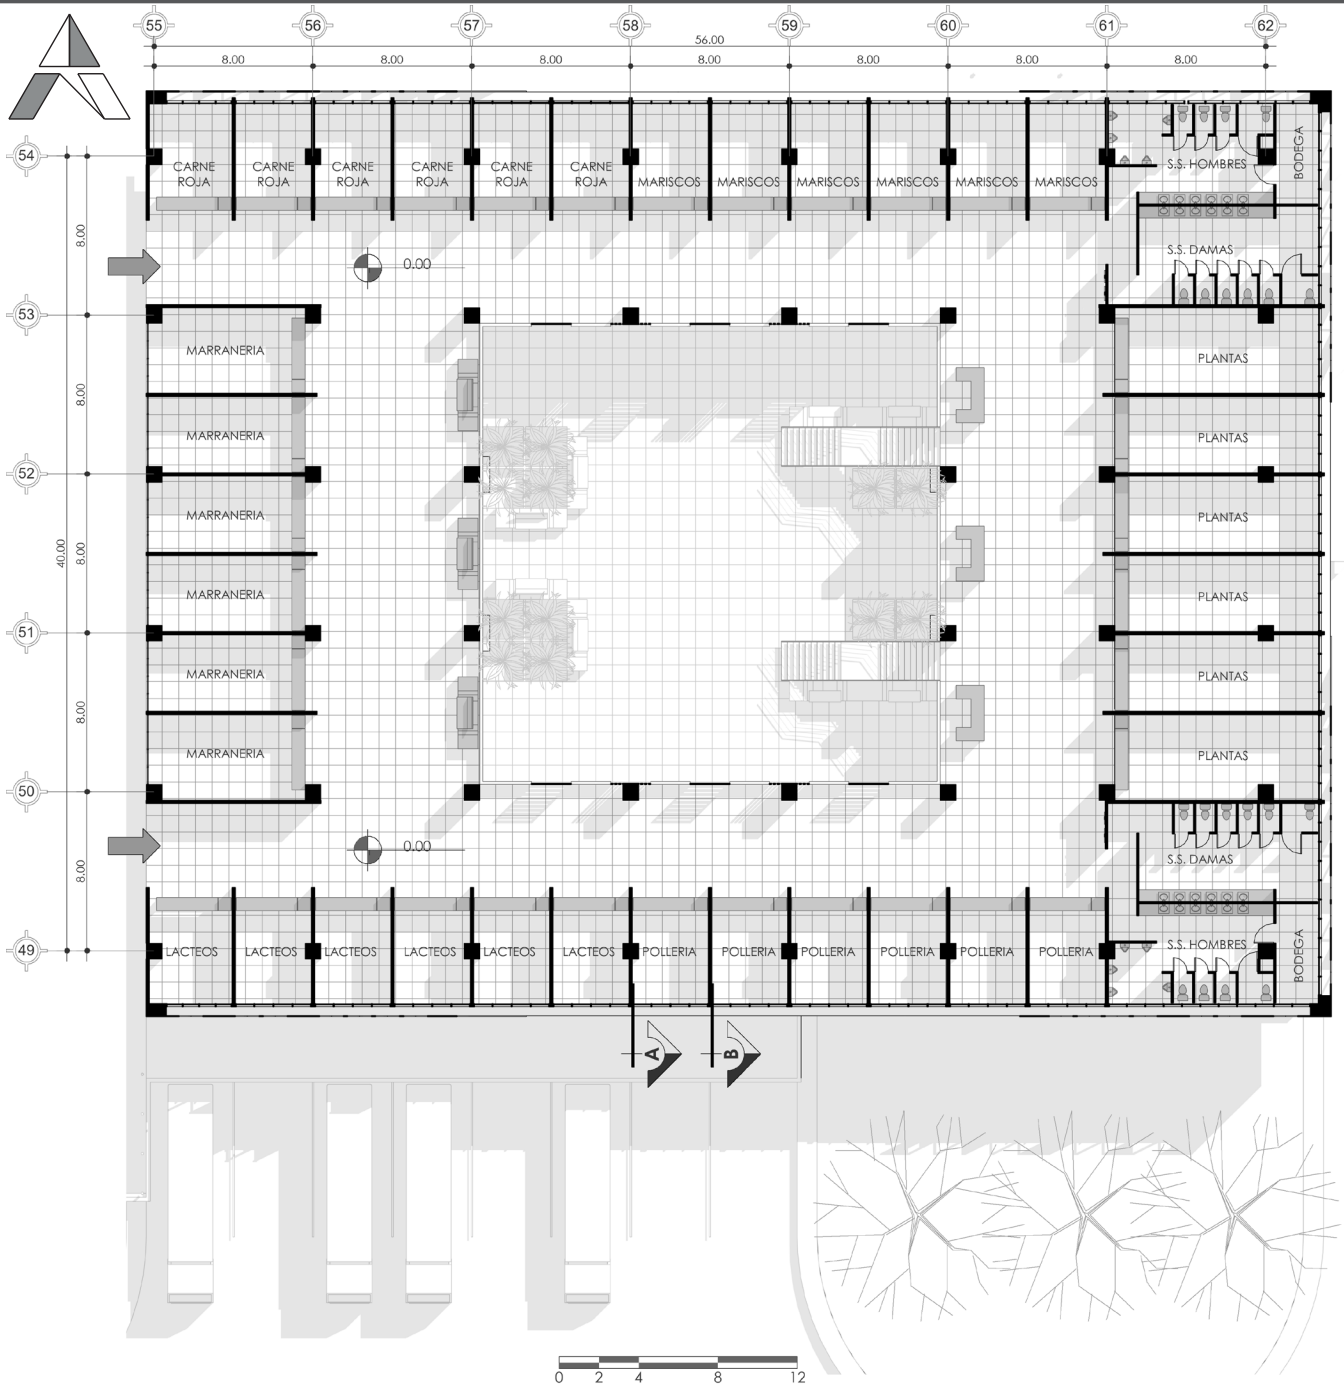 55 56 57 58 59 60 61 62
56.00
8.00 8.00 8.00 8.00 8.00 8.00 8.00
54
CARNE ROJA
CARNE ROJA
CARNE ROJA
CARNE ROJA
CARNE ROJA
CARNE ROJA
MARISCOS MARISCOS MARISCOS MARISCOS MARISCOS MARISCOS
S.S. HOMBRES
BODEGA
8.00
S.S. DAMAS
0.00
53
MARRANERIA
PLANTAS
8.00
MARRANERIA
PLANTAS
52
MARRANERIA
PLANTAS
40.00
8.00
MARRANERIA
PLANTAS
51
MARRANERIA
PLANTAS
8.00
MARRANERIA
PLANTAS
50
0.00
8.00
S.S. DAMAS
49
LACTEOS LACTEOS LACTEOS LACTEOS LACTEOS LACTEOS POLLERIA POLLERIA POLLERIA POLLERIA POLLERIA POLLERIA
S.S. HOMBRES
BODEGA
A B
0 2 4 8 12